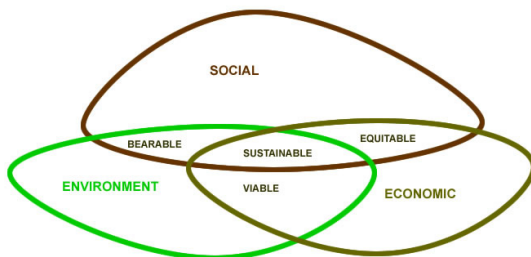 SOCIAL
BEARABLE
EQUITABLE
SUSTAINABLE
ENVIRONMENT
VIABLE
ECONOMIC